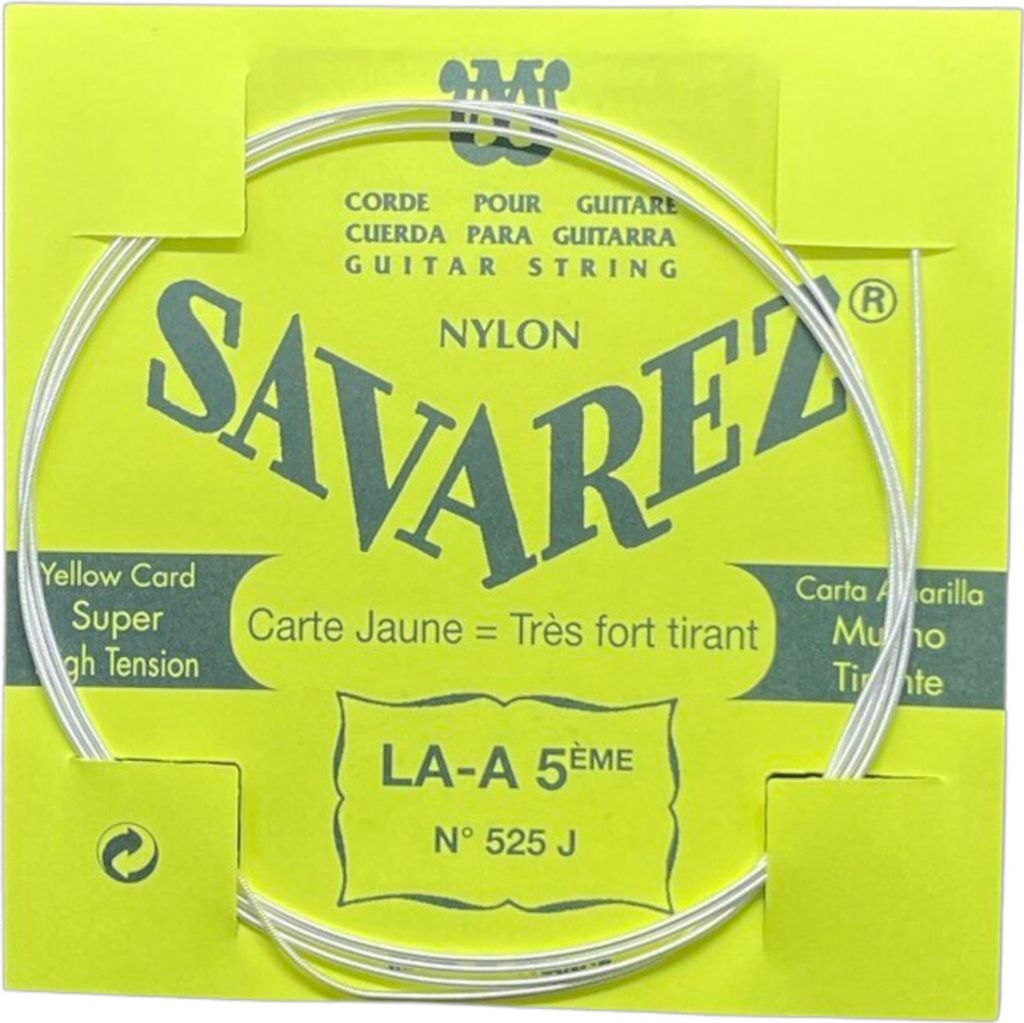 CORDE POUR GUITARE
CUERDA PARA GUITARRA
GUITAR STRING
NYLON
SAVAREZ®
Yellow Card
Super
Tension
Carte Jaune = Très fort tirant
Carta
LA-A 5ÈME
N° 525 J